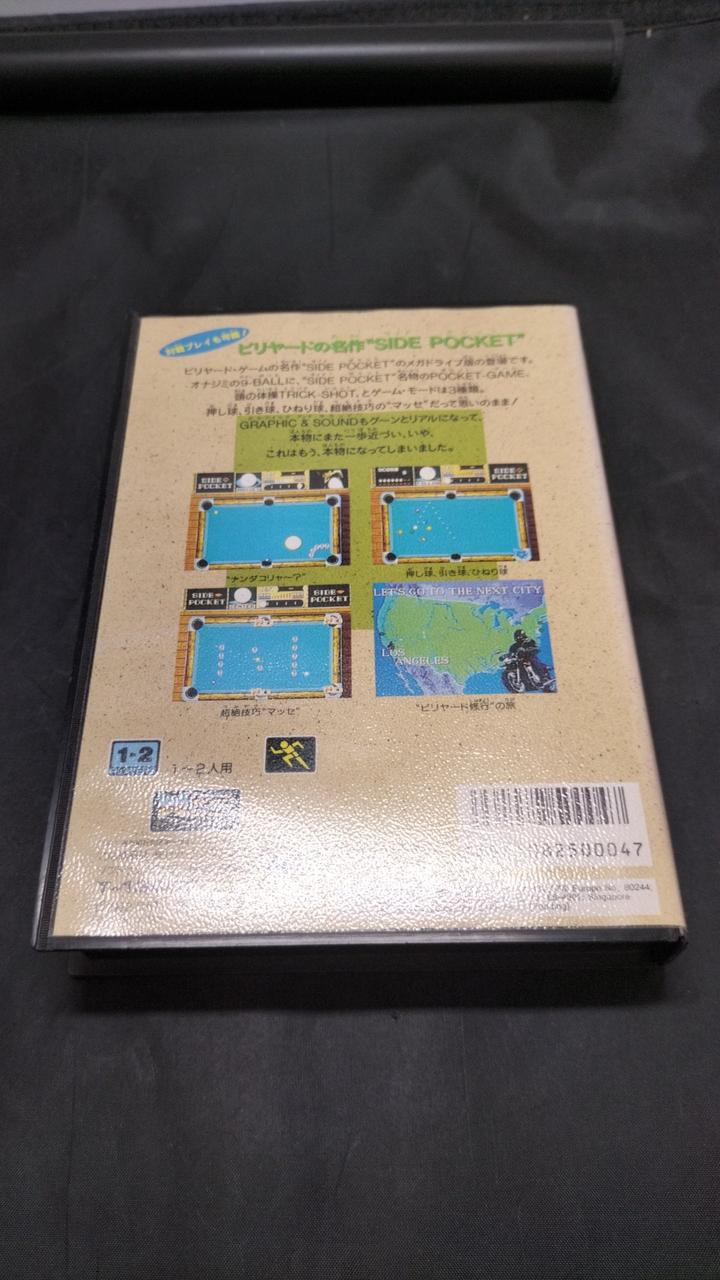 対戦プレイも可能!
ビリヤードの名作"SIDE POCKET"
ビリヤード・ゲームの名作"SIDE POCKET"のメガドライブ版の登場です。
オナジミの9-BALLに、"SIDE POCKET"名物のPOCKET-GAME、
頭の体操TRICK-SHOT、とゲーム・モードは3種類。
押し球、引き球、ひねり球、超絶技巧の"マッセ"だって思いのまま!
GRAPHIC & SOUNDもグーンとリアルになって、
本物にまた一歩近づい、いや、
これはもう、本物になってしまいました。
SIDE POCKET
SCORE
SIDE POCKET
"ナンダコリャ〜?"
押し球、引き球、ひねり球
SIDE POCKET
SIDE POCKET
LET'S GO TO THE NEXT CITY
LOS ANGELES
超絶技巧"マッセ"
"ビリヤード修行"の旅
1-2
1〜2人用
82500047
Europe No. 80244,
Singapore